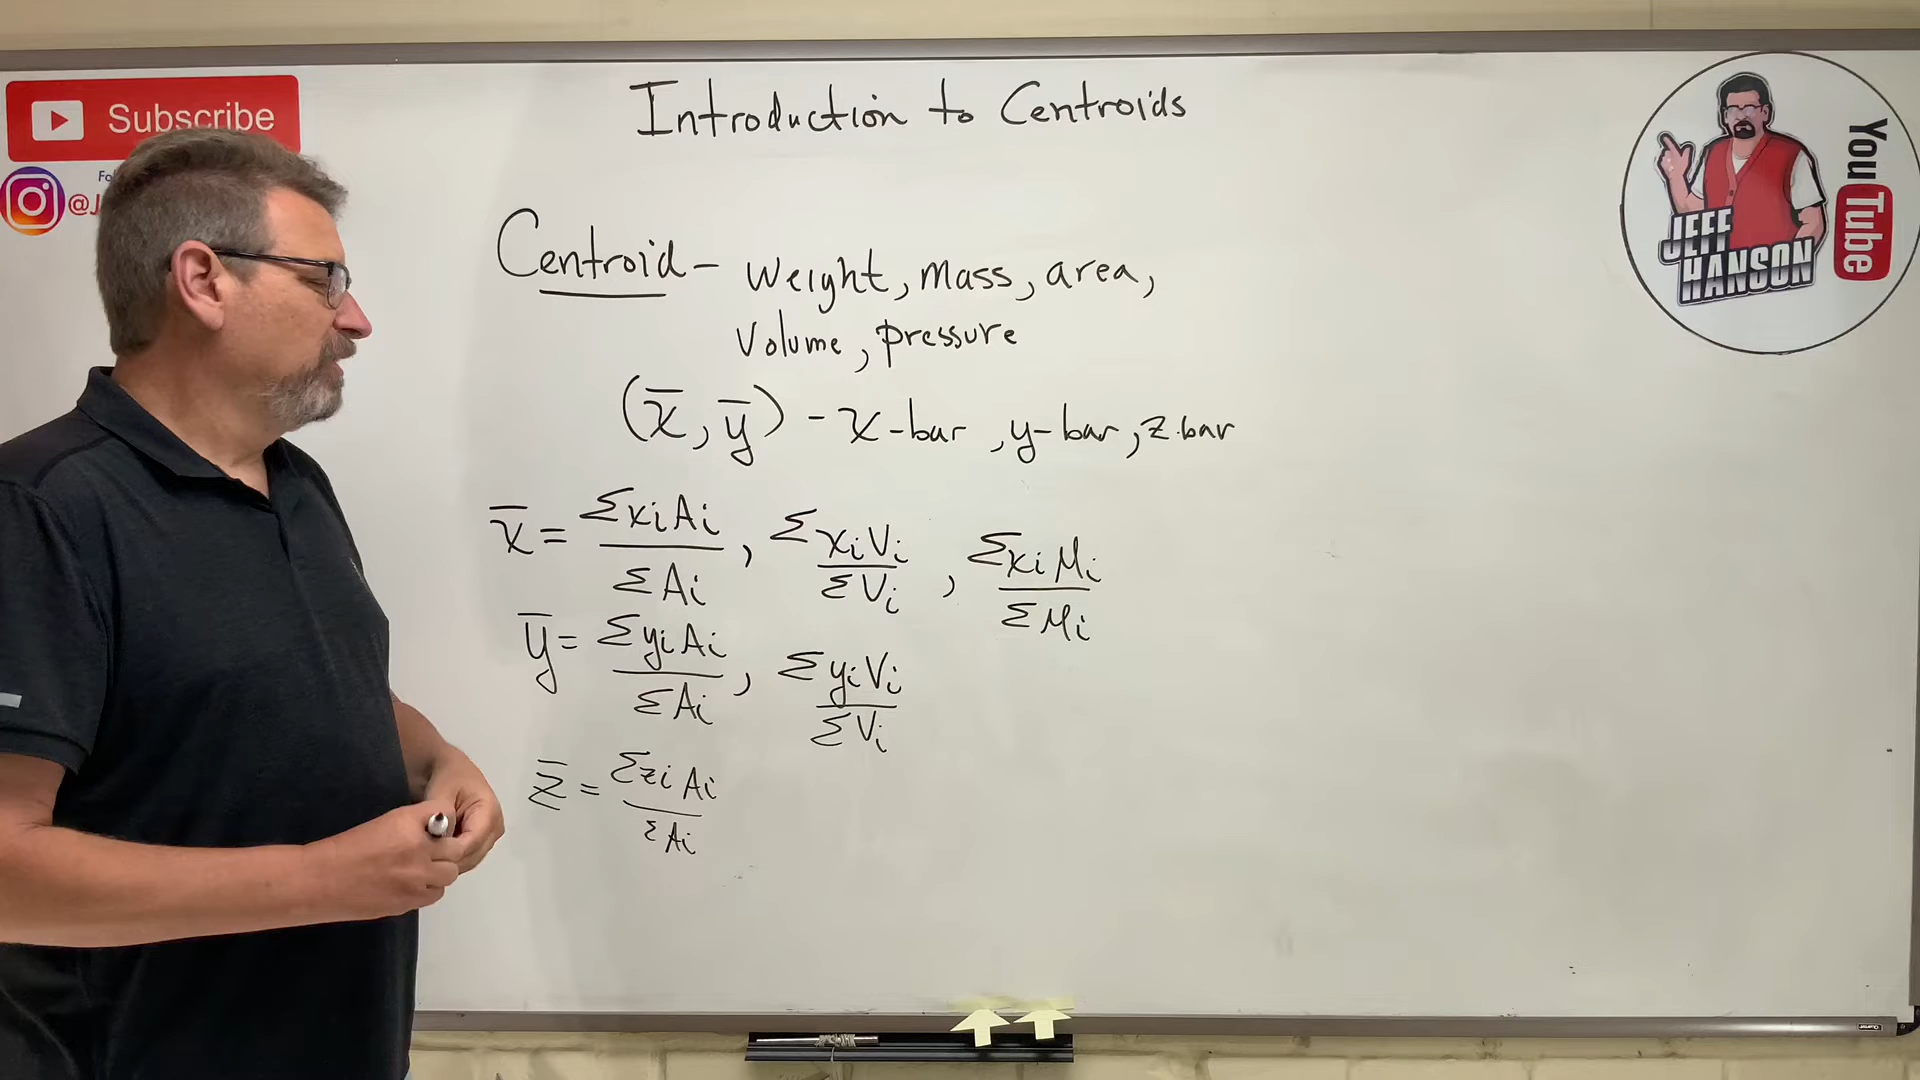 Introduction to Centroids
Subscribe
@J
Centroid - weight, mass, area,
volume, pressure
(x̄, ȳ) - x-bar, y-bar, z-bar
x̄ = ΣxiAi / ΣAi , ΣxiVi / ΣVi , ΣxiMi / ΣMi
ȳ = ΣyiAi / ΣAi , ΣyiVi / ΣVi
z̄ = ΣziAi / ΣAi
JEFF
HANSON
YouTube